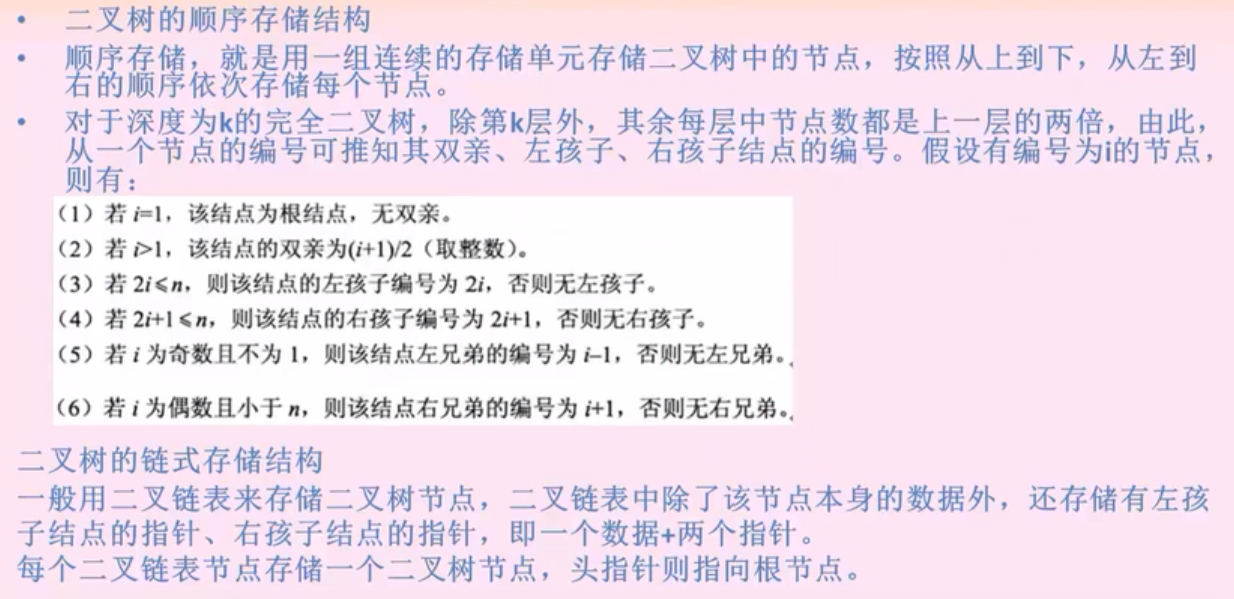 • 二叉树的顺序存储结构
• 顺序存储，就是用一组连续的存储单元存储二叉树中的节点，按照从上到下，从左到
右的顺序依次存储每个节点。
• 对于深度为k的完全二叉树，除第k层外，其余每层中节点数都是上一层的两倍，由此，
从一个节点的编号可推知其双亲、左孩子、右孩子结点的编号。假设有编号为i的节点，
则有：
（1）若 i=1，该结点为根结点，无双亲。
（2）若 i>1，该结点的双亲为(i+1)/2（取整数）。
（3）若 2i≤n，则该结点的左孩子编号为 2i，否则无左孩子。
（4）若 2i+1≤n，则该结点的右孩子编号为 2i+1，否则无右孩子。
（5）若 i 为奇数且不为 1，则该结点左兄弟的编号为 i–1，否则无左兄弟。
（6）若 i 为偶数且小于 n，则该结点右兄弟的编号为 i+1，否则无右兄弟。
二叉树的链式存储结构
一般用二叉链表来存储二叉树节点，二叉链表中除了该节点本身的数据外，还存储有左孩
子结点的指针、右孩子结点的指针，即一个数据+两个指针。
每个二叉链表节点存储一个二叉树节点，头指针则指向根节点。